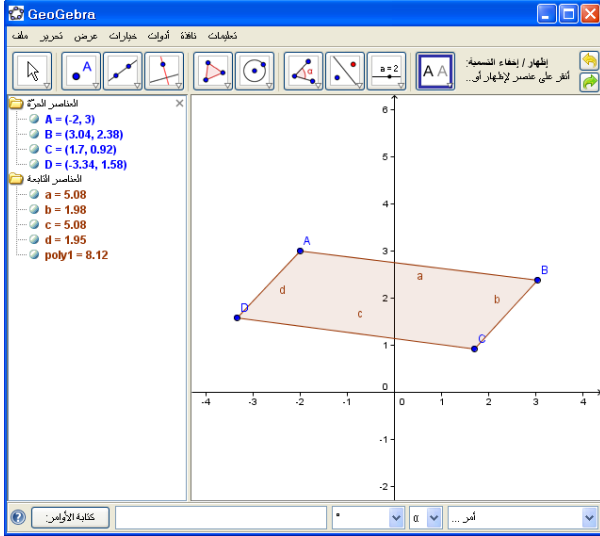 GeoGebra
ملف تحرير عرض خيارات أدوات نافذة تعليمات
A
a = 2
A A
إظهار / إخفاء التسمية:
أنقر على عنصر لإظهار أو...
العناصر الحرّة
A = (-2, 3)
B = (3.04, 2.38)
C = (1.7, 0.92)
D = (-3.34, 1.58)
العناصر التابعة
a = 5.08
b = 1.98
c = 5.08
d = 1.95
poly1 = 8.12
6
5
4
3
2
1
0
-1
-2
-4 -3 -2 -1 0 1 2 3 4
A
B
C
D
a
b
c
d
كتابة الأوامر:
°
α
أمر ...